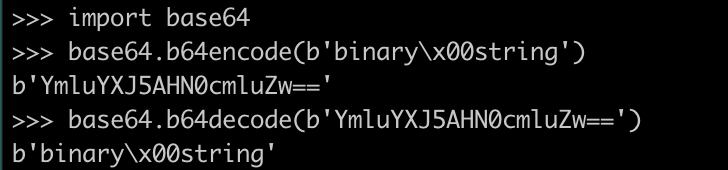 >>> import base64
>>> base64.b64encode(b'binary\x00string')
b'YmluYXJ5AHN0cmluZw=='
>>> base64.b64decode(b'YmluYXJ5AHN0cmluZw==')
b'binary\x00string'